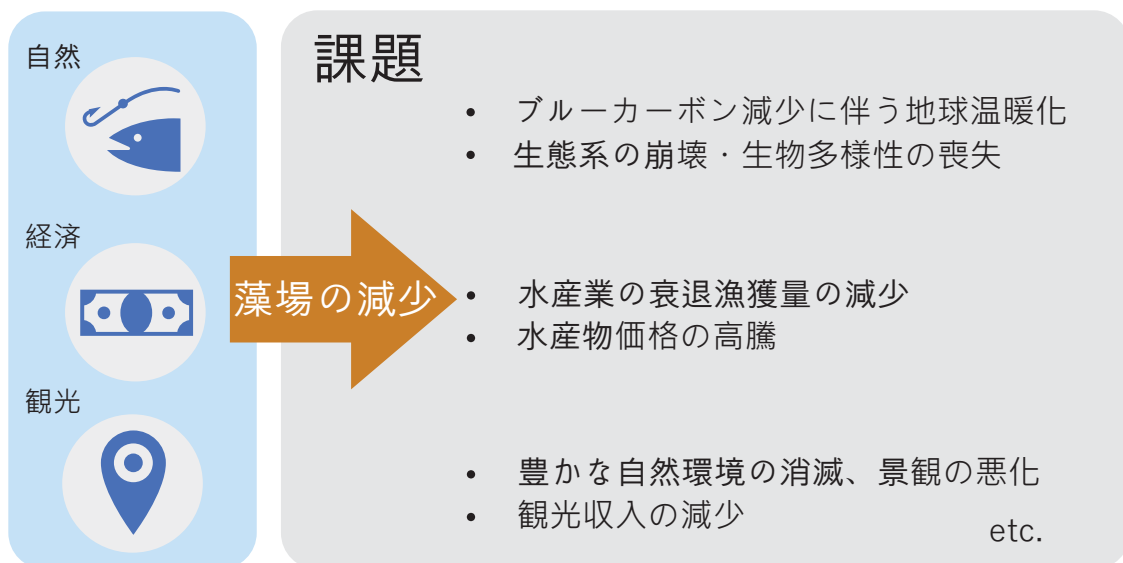 自然
経済
観光
藻場の減少
課題
• ブルーカーボン減少に伴う地球温暖化
• 生態系の崩壊・生物多様性の喪失
• 水産業の衰退漁獲量の減少
• 水産物価格の高騰
• 豊かな自然環境の消滅、景観の悪化
• 観光収入の減少
etc.